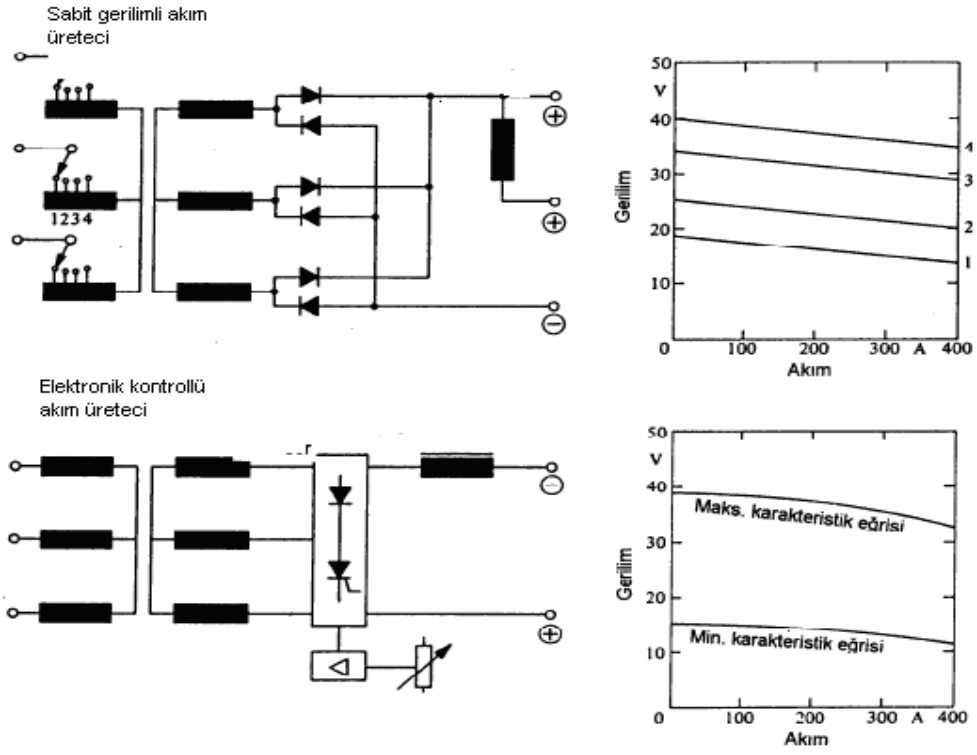 Sabit gerilimli akım
üreteci
1234
+
+
−
50
V
40
30
20
10
0
100
200
300
A
400
4
3
2
1
Gerilim
Akım
Elektronik kontrollü
akım üreteci
−
+
50
V
40
30
20
10
0
100
200
300
A
400
Maks. karakteristik eğrisi
Min. karakteristik eğrisi
Gerilim
Akım